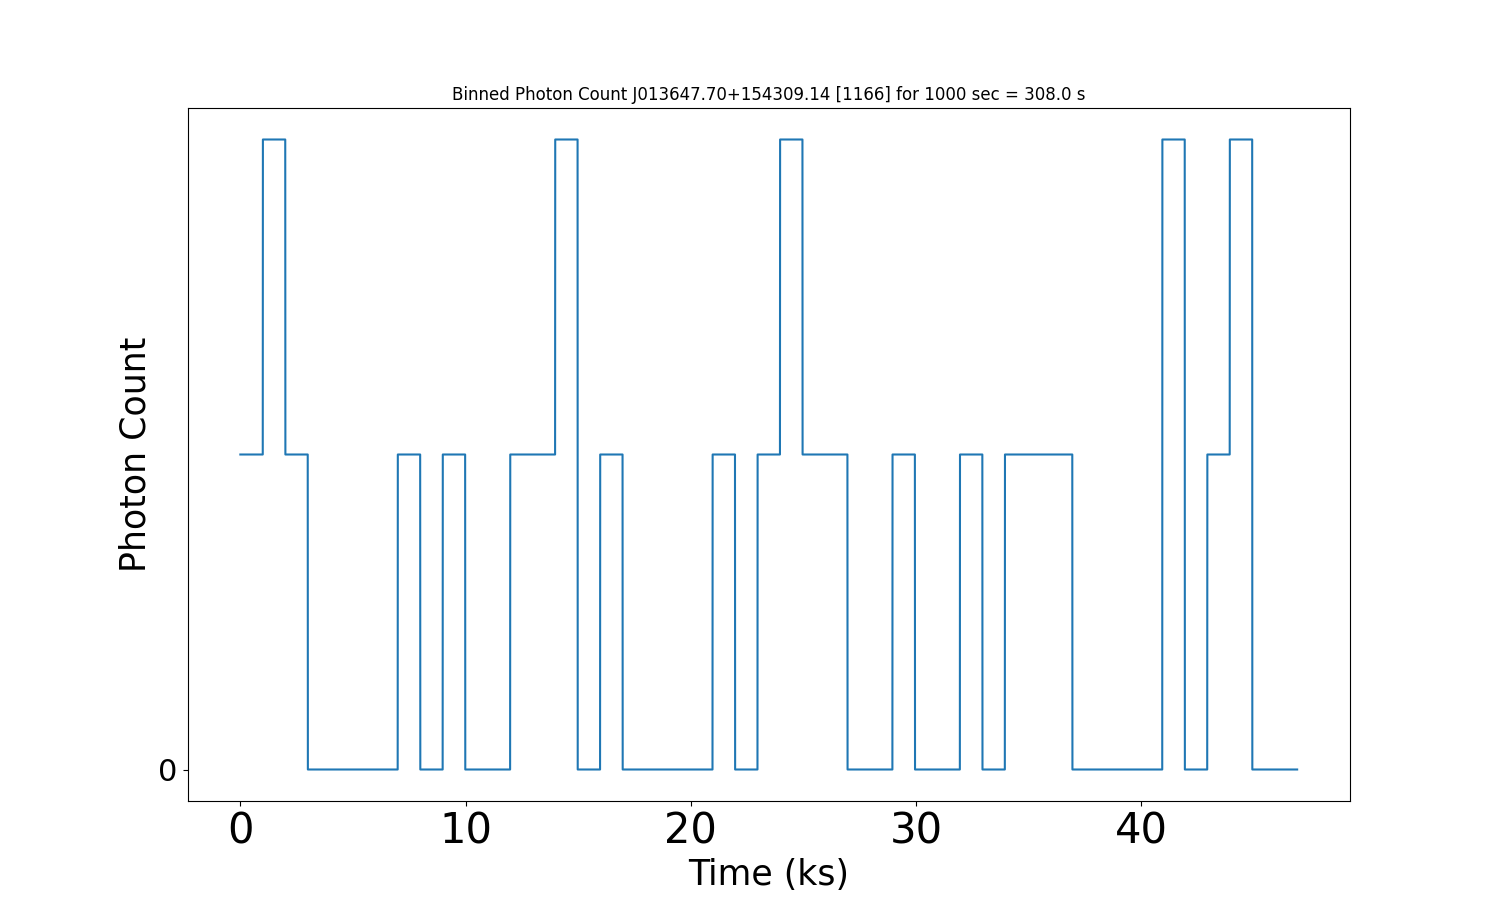 Binned Photon Count J013647.70+154309.14 [1166] for 1000 sec = 308.0 s
Photon Count
0
0 10 20 30 40
Time (ks)